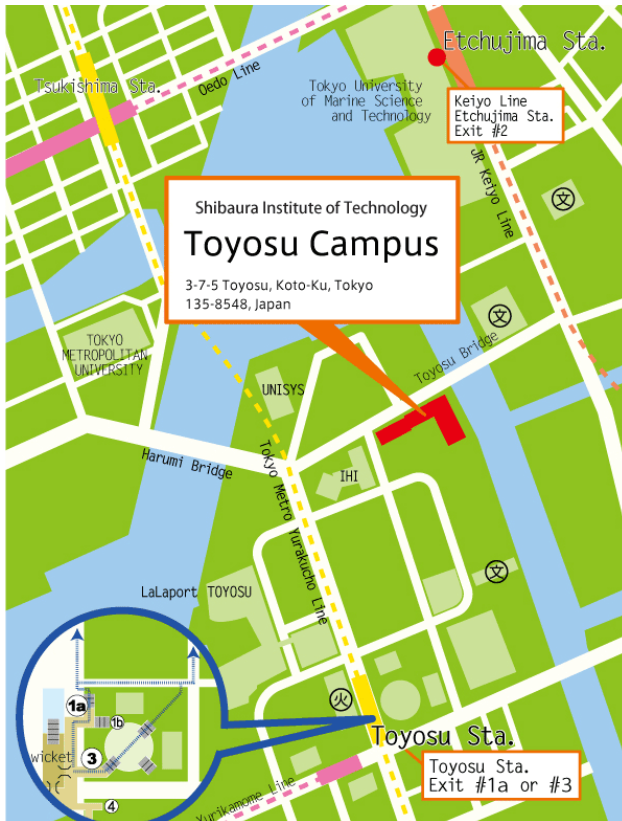 Etchujima Sta.
Tsukishima Sta.
Oedo Line
Tokyo University
of Marine Science
and Technology
Keiyo Line
Etchujima Sta.
Exit #2
JR Keiyo Line
文
Shibaura Institute of Technology
Toyosu Campus
3-7-5 Toyosu, Koto-Ku, Tokyo
135-8548, Japan
文
TOKYO
METROPOLITAN
UNIVERSITY
Toyosu Bridge
UNISYS
Harumi Bridge
Tokyo Metro Yurakucho Line
IHI
文
LaLaport TOYOSU
火
1a
1b
wicket
3
4
Toyosu Sta.
Toyosu Sta.
Exit #1a or #3
Yurikamome Line